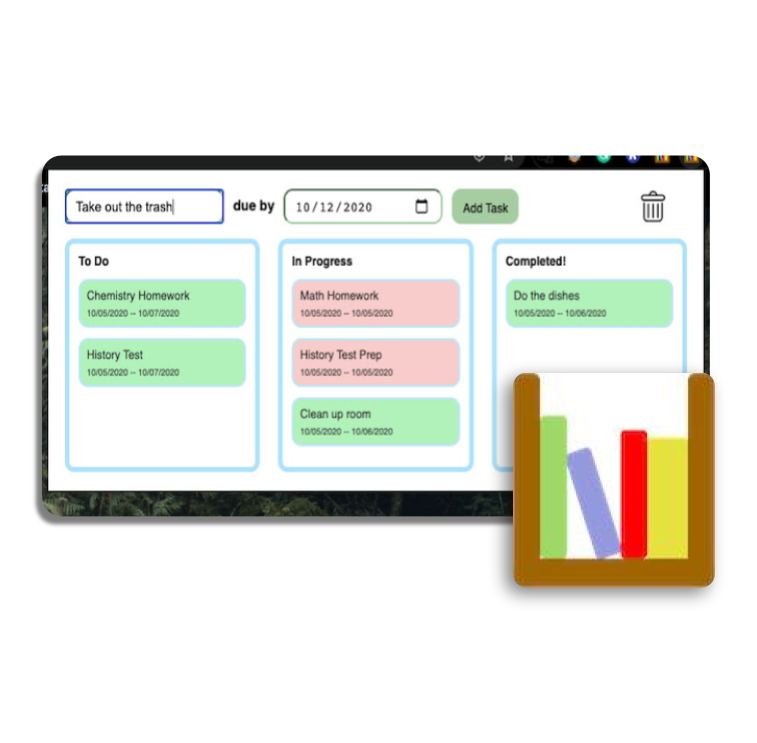 Take out the trash
due by
10/12/2020
Add Task
To Do
Chemistry Homework
10/05/2020 -- 10/07/2020
History Test
10/05/2020 -- 10/07/2020
In Progress
Math Homework
10/05/2020 -- 10/05/2020
History Test Prep
10/05/2020 -- 10/05/2020
Clean up room
10/05/2020 -- 10/06/2020
Completed!
Do the dishes
10/05/2020 -- 10/06/2020